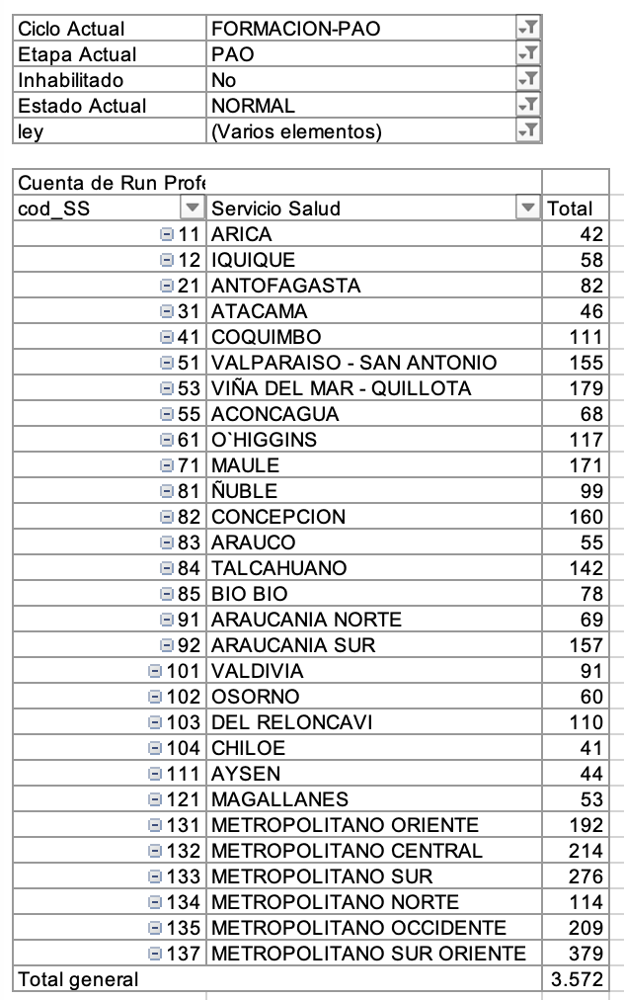 Ciclo Actual FORMACION-PAO
Etapa Actual PAO
Inhabilitado No
Estado Actual NORMAL
ley (Varios elementos)
Cuenta de Run Profe
cod_SS Servicio Salud Total
11 ARICA 42
12 IQUIQUE 58
21 ANTOFAGASTA 82
31 ATACAMA 46
41 COQUIMBO 111
51 VALPARAISO - SAN ANTONIO 155
53 VIÑA DEL MAR - QUILLOTA 179
55 ACONCAGUA 68
61 O`HIGGINS 117
71 MAULE 171
81 ÑUBLE 99
82 CONCEPCION 160
83 ARAUCO 55
84 TALCAHUANO 142
85 BIO BIO 78
91 ARAUCANIA NORTE 69
92 ARAUCANIA SUR 157
101 VALDIVIA 91
102 OSORNO 60
103 DEL RELONCAVI 110
104 CHILOE 41
111 AYSEN 44
121 MAGALLANES 53
131 METROPOLITANO ORIENTE 192
132 METROPOLITANO CENTRAL 214
133 METROPOLITANO SUR 276
134 METROPOLITANO NORTE 114
135 METROPOLITANO OCCIDENTE 209
137 METROPOLITANO SUR ORIENTE 379
Total general 3.572